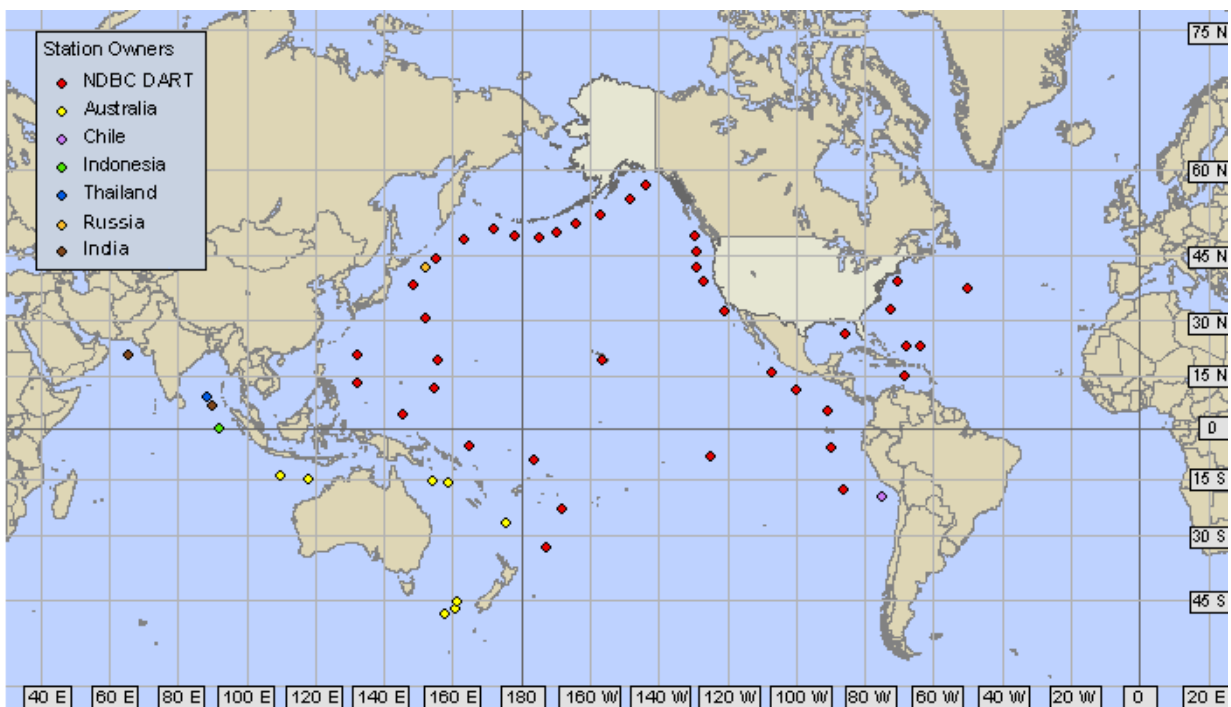 Station Owners
NDBC DART
Australia
Chile
Indonesia
Thailand
Russia
India
75 N
60 N
45 N
30 N
15 N
0
15 S
30 S
45 S
40 E
60 E
80 E
100 E
120 E
140 E
160 E
180
160 W
140 W
120 W
100 W
80 W
60 W
40 W
20 W
0
20 E